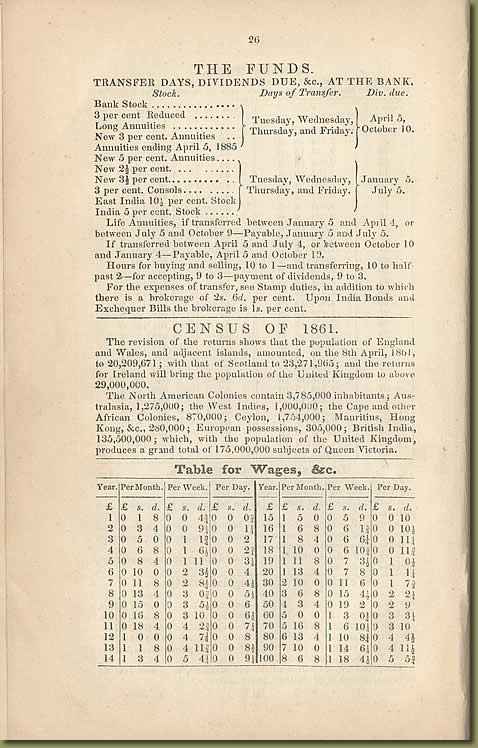 26
THE FUNDS.
TRANSFER DAYS, DIVIDENDS DUE, &c., AT THE BANK.
Stock. Days of Transfer. Div. due.
Bank Stock
3 per cent Reduced
Long Annuities
New 3 per cent. Annuities
Annuities ending April 5, 1885
Tuesday, Wednesday,
Thursday, and Friday.
April 5,
October 10.
New 5 per cent. Annuities
New 2½ per cent.
New 3½ per cent.
3 per cent. Consols
East India 10½ per cent. Stock
India 5 per cent. Stock
Tuesday, Wednesday,
Thursday, and Friday.
January 5.
July 5.
Life Annuities, if transferred between January 5 and April 4, or
between July 5 and October 9—Payable, January 5 and July 5.
If transferred between April 5 and July 4, or between October 10
and January 4—Payable, April 5 and October 19.
Hours for buying and selling, 10 to 1—and transferring, 10 to half-
past 2—for accepting, 9 to 3—payment of dividends, 9 to 3.
For the expenses of transfer, see Stamp duties, in addition to which
there is a brokerage of 2s. 6d. per cent. Upon India Bonds and
Exchequer Bills the brokerage is 1s. per cent.
CENSUS OF 1861.
The revision of the returns shows that the population of England
and Wales, and adjacent islands, amounted, on the 8th April, 1861,
to 20,209,671; with that of Scotland to 23,271,965; and the returns
for Ireland will bring the population of the United Kingdom to above
29,000,000.
The North American Colonies contain 3,785,000 inhabitants; Aus-
tralasia, 1,275,000; the West Indies, 1,000,000; the Cape and other
African Colonies, 870,000; Ceylon, 1,754,000; Mauritius, Hong
Kong, &c., 280,000; European possessions, 305,000; British India,
135,500,000; which, with the population of the United Kingdom,
produces a grand total of 175,000,000 subjects of Queen Victoria.
Table for Wages, &c.
Year. Per Month. Per Week. Per Day. Year. Per Month. Per Week. Per Day.
£ £ s. d. £ s. d. £ s. d. £ £ s. d. £ s. d. £ s. d.
1 0 1 8 0 0 4¾ 0 0 0¾ 15 1 5 0 0 5 9 0 0 10
2 0 3 4 0 0 9¼ 0 0 1¼ 16 1 6 8 0 6 1¾ 0 0 10½
3 0 5 0 0 1 1¾ 0 0 2 17 1 8 4 0 6 6¼ 0 0 11¼
4 0 6 8 0 1 6½ 0 0 2¾ 18 1 10 0 0 6 10¾ 0 0 11¾
5 0 8 4 0 1 11 0 0 3¼ 19 1 11 8 0 7 3½ 0 1 0½
6 0 10 0 0 2 3½ 0 0 4 20 1 13 4 0 7 8 0 1 1¼
7 0 11 8 0 2 8¼ 0 0 4½ 30 2 10 0 0 11 6 0 1 7¾
8 0 13 4 0 3 0¾ 0 0 5¼ 40 3 6 8 0 15 4½ 0 2 2¼
9 0 15 0 0 3 5½ 0 0 6 50 4 3 4 0 19 2 0 2 9
10 0 16 8 0 3 10 0 0 6¾ 60 5 0 0 1 3 0¼ 0 3 3½
11 0 18 4 0 4 2¾ 0 0 7¼ 70 5 16 8 1 6 10½ 0 3 10
12 1 0 0 0 4 7¼ 0 0 8 80 6 13 4 1 10 8¼ 0 4 4½
13 1 1 8 0 4 11¾ 0 0 8½ 90 7 10 0 1 14 6¼ 0 4 11½
14 1 3 4 0 5 4½ 0 0 9¼ 100 8 6 8 1 18 4½ 0 5 5¾